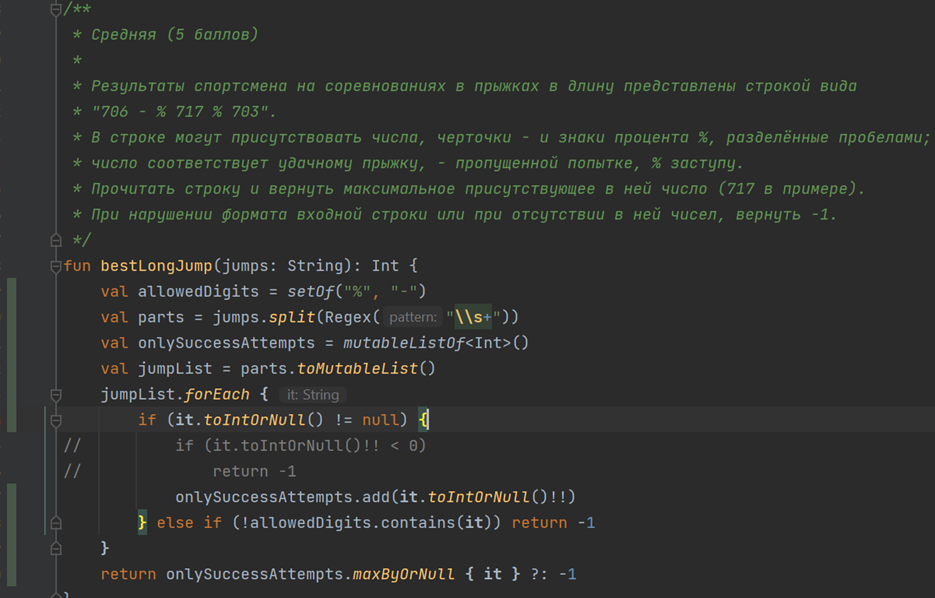 /**
 * Средняя (5 баллов)
 *
 * Результаты спортсмена на соревнованиях в прыжках в длину представлены строкой вида
 * "706 - % 717 % 703".
 * В строке могут присутствовать числа, черточки - и знаки процента %, разделённые пробелами;
 * число соответствует удачному прыжку, - пропущенной попытке, % заступу.
 * Прочитать строку и вернуть максимальное присутствующее в ней число (717 в примере).
 * При нарушении формата входной строки или при отсутствии в ней чисел, вернуть -1.
 */
fun bestLongJump(jumps: String): Int {
    val allowedDigits = setOf("%", "-")
    val parts = jumps.split(Regex( pattern: "\\s+"))
    val onlySuccessAttempts = mutableListOf<Int>()
    val jumpList = parts.toMutableList()
    jumpList.forEach { it: String
        if (it.toIntOrNull() != null) {
//          if (it.toIntOrNull()!! < 0)
//              return -1
            onlySuccessAttempts.add(it.toIntOrNull()!!)
        } else if (!allowedDigits.contains(it)) return -1
    }
    return onlySuccessAttempts.maxByOrNull { it } ?: -1
}